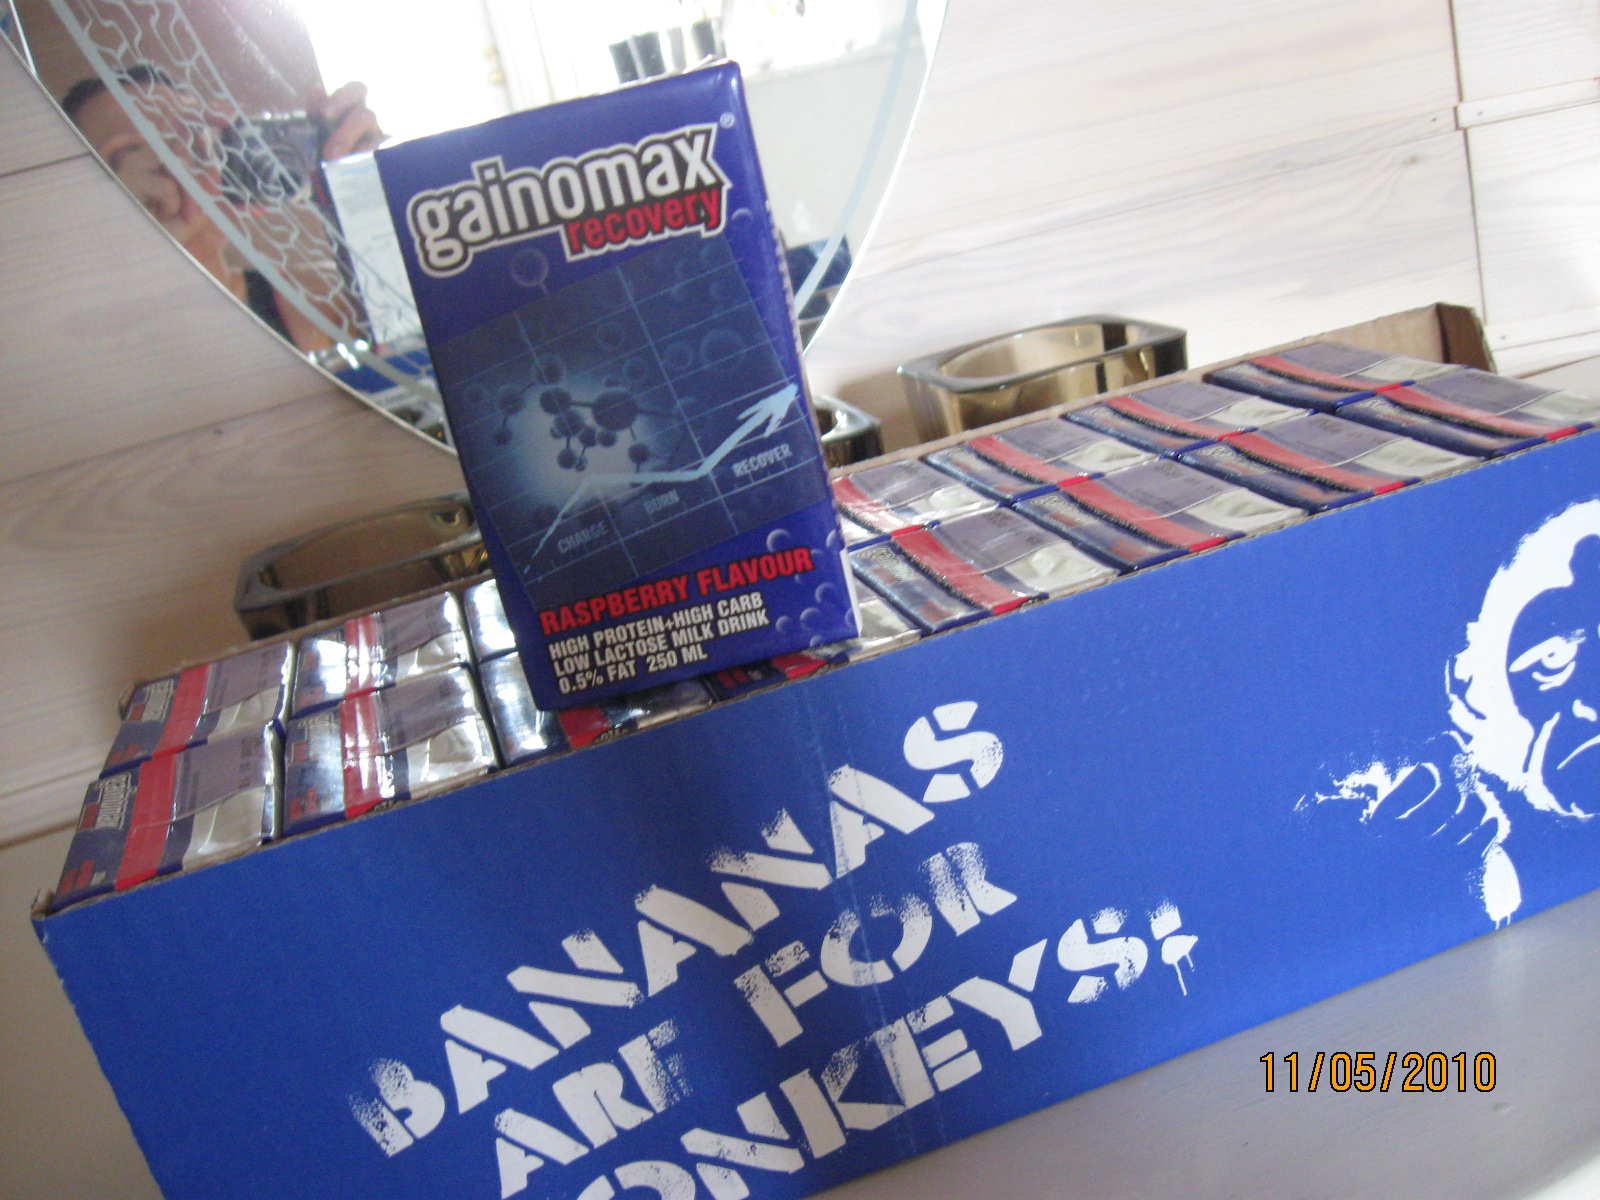 gainomax®
recovery
RECOVER
BURN
CHARGE
RASPBERRY FLAVOUR
HIGH PROTEIN+HIGH CARB
LOW LACTOSE MILK DRINK
0.5% FAT 250 ML
BANANAS
ARE FOR
ONKEYS!
11/05/2010